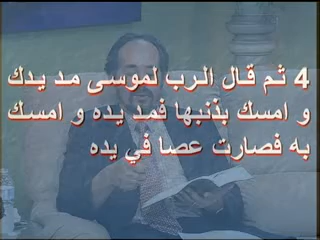 4 ثم قال الرب لموسى مد يدك
و امسك بذنبها فمد يده و امسك
به فصارت عصا في يده